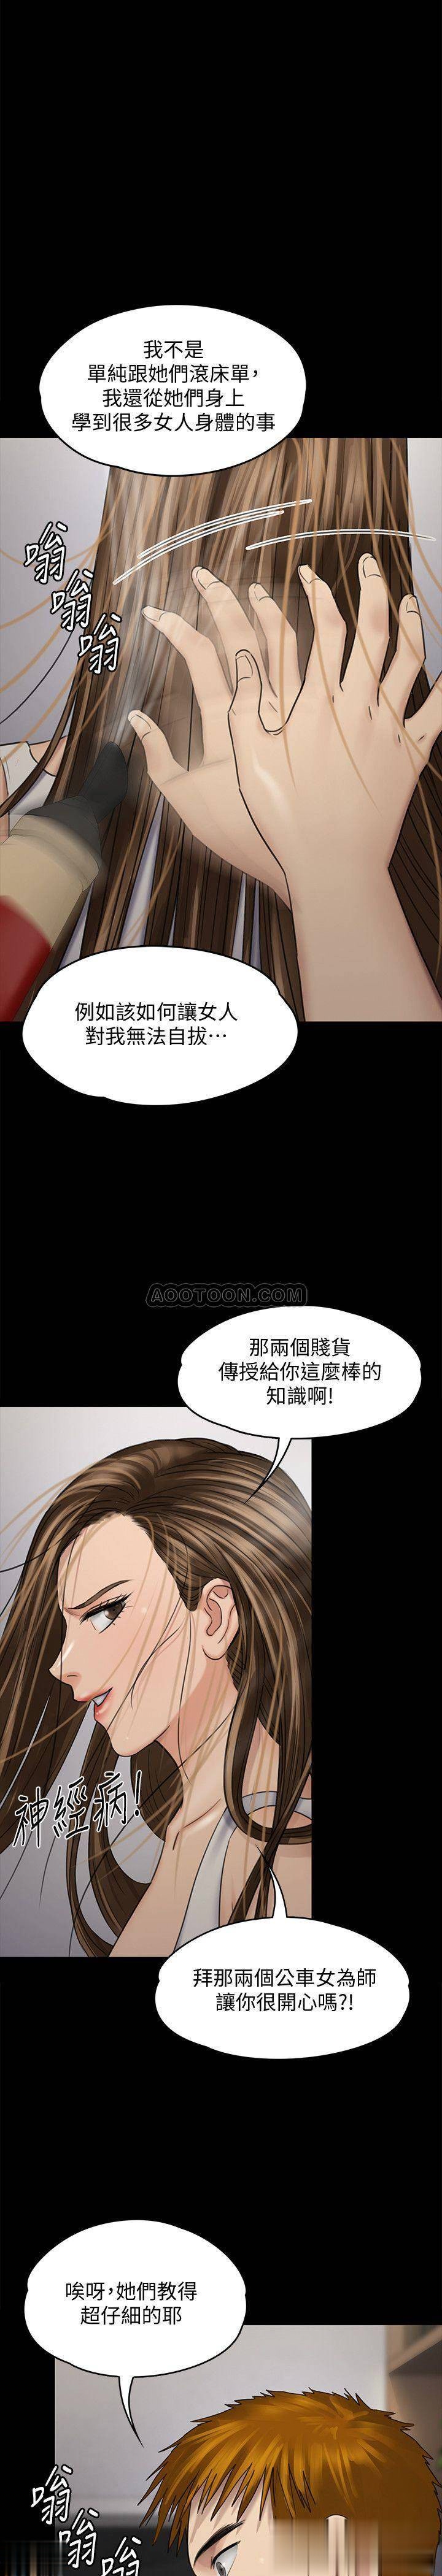 我不是
單純跟她們滾床單，
我還從她們身上
學到很多女人身體的事
嗡
嗡
嗡
例如該如何讓女人
對我無法自拔…
AOOTOON.COM
那兩個賤貨
傳授給你這麼棒的
知識啊!
神經病!
拜那兩個公車女為師
讓你很開心嗎?!
唉呀，她們教得
超仔細的耶
嗡
嗡
嗡